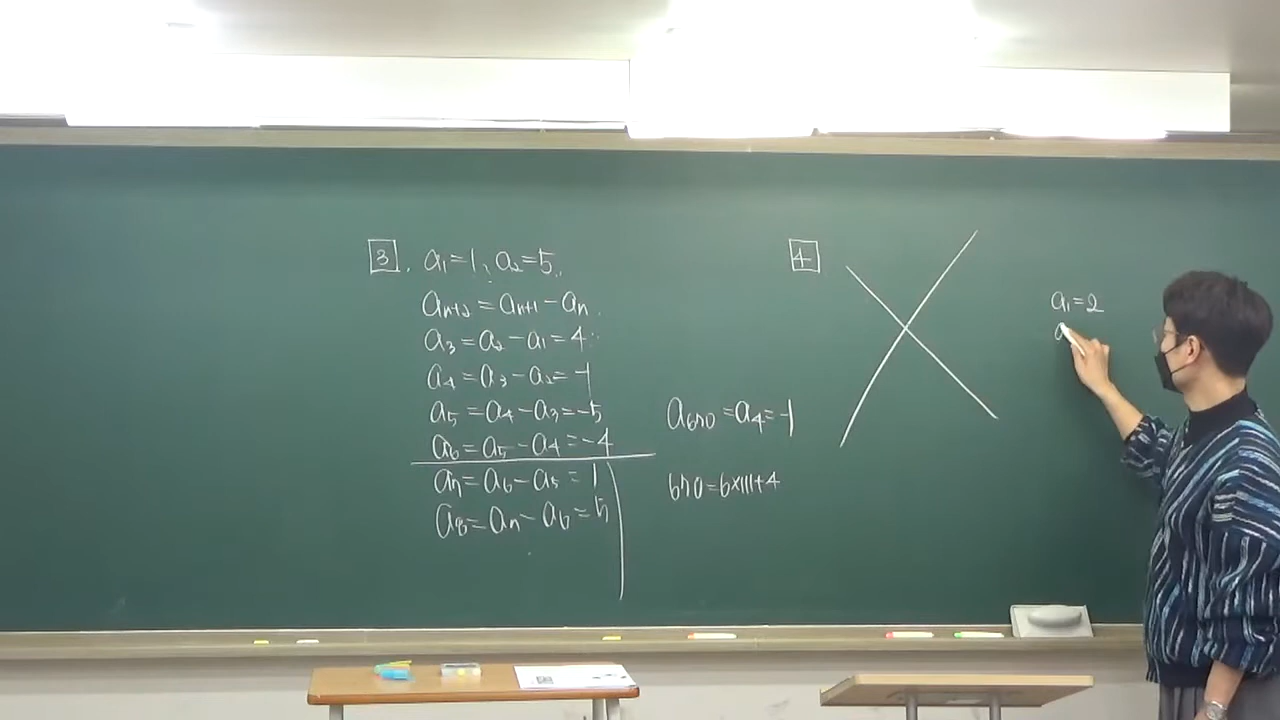 3. a₁=1, a₂=5.
aₙ₊₂=aₙ₊₁-aₙ.
a₃=a₂-a₁=4
a₄=a₃-a₂=-1
a₅=a₄-a₃=-5
a₆=a₅-a₄=-4
a₇=a₆-a₅=1
a₈=a₇-a₆=5
a₆₇₀=a₄=-1
670=6×111+4
4
a₁=2
a